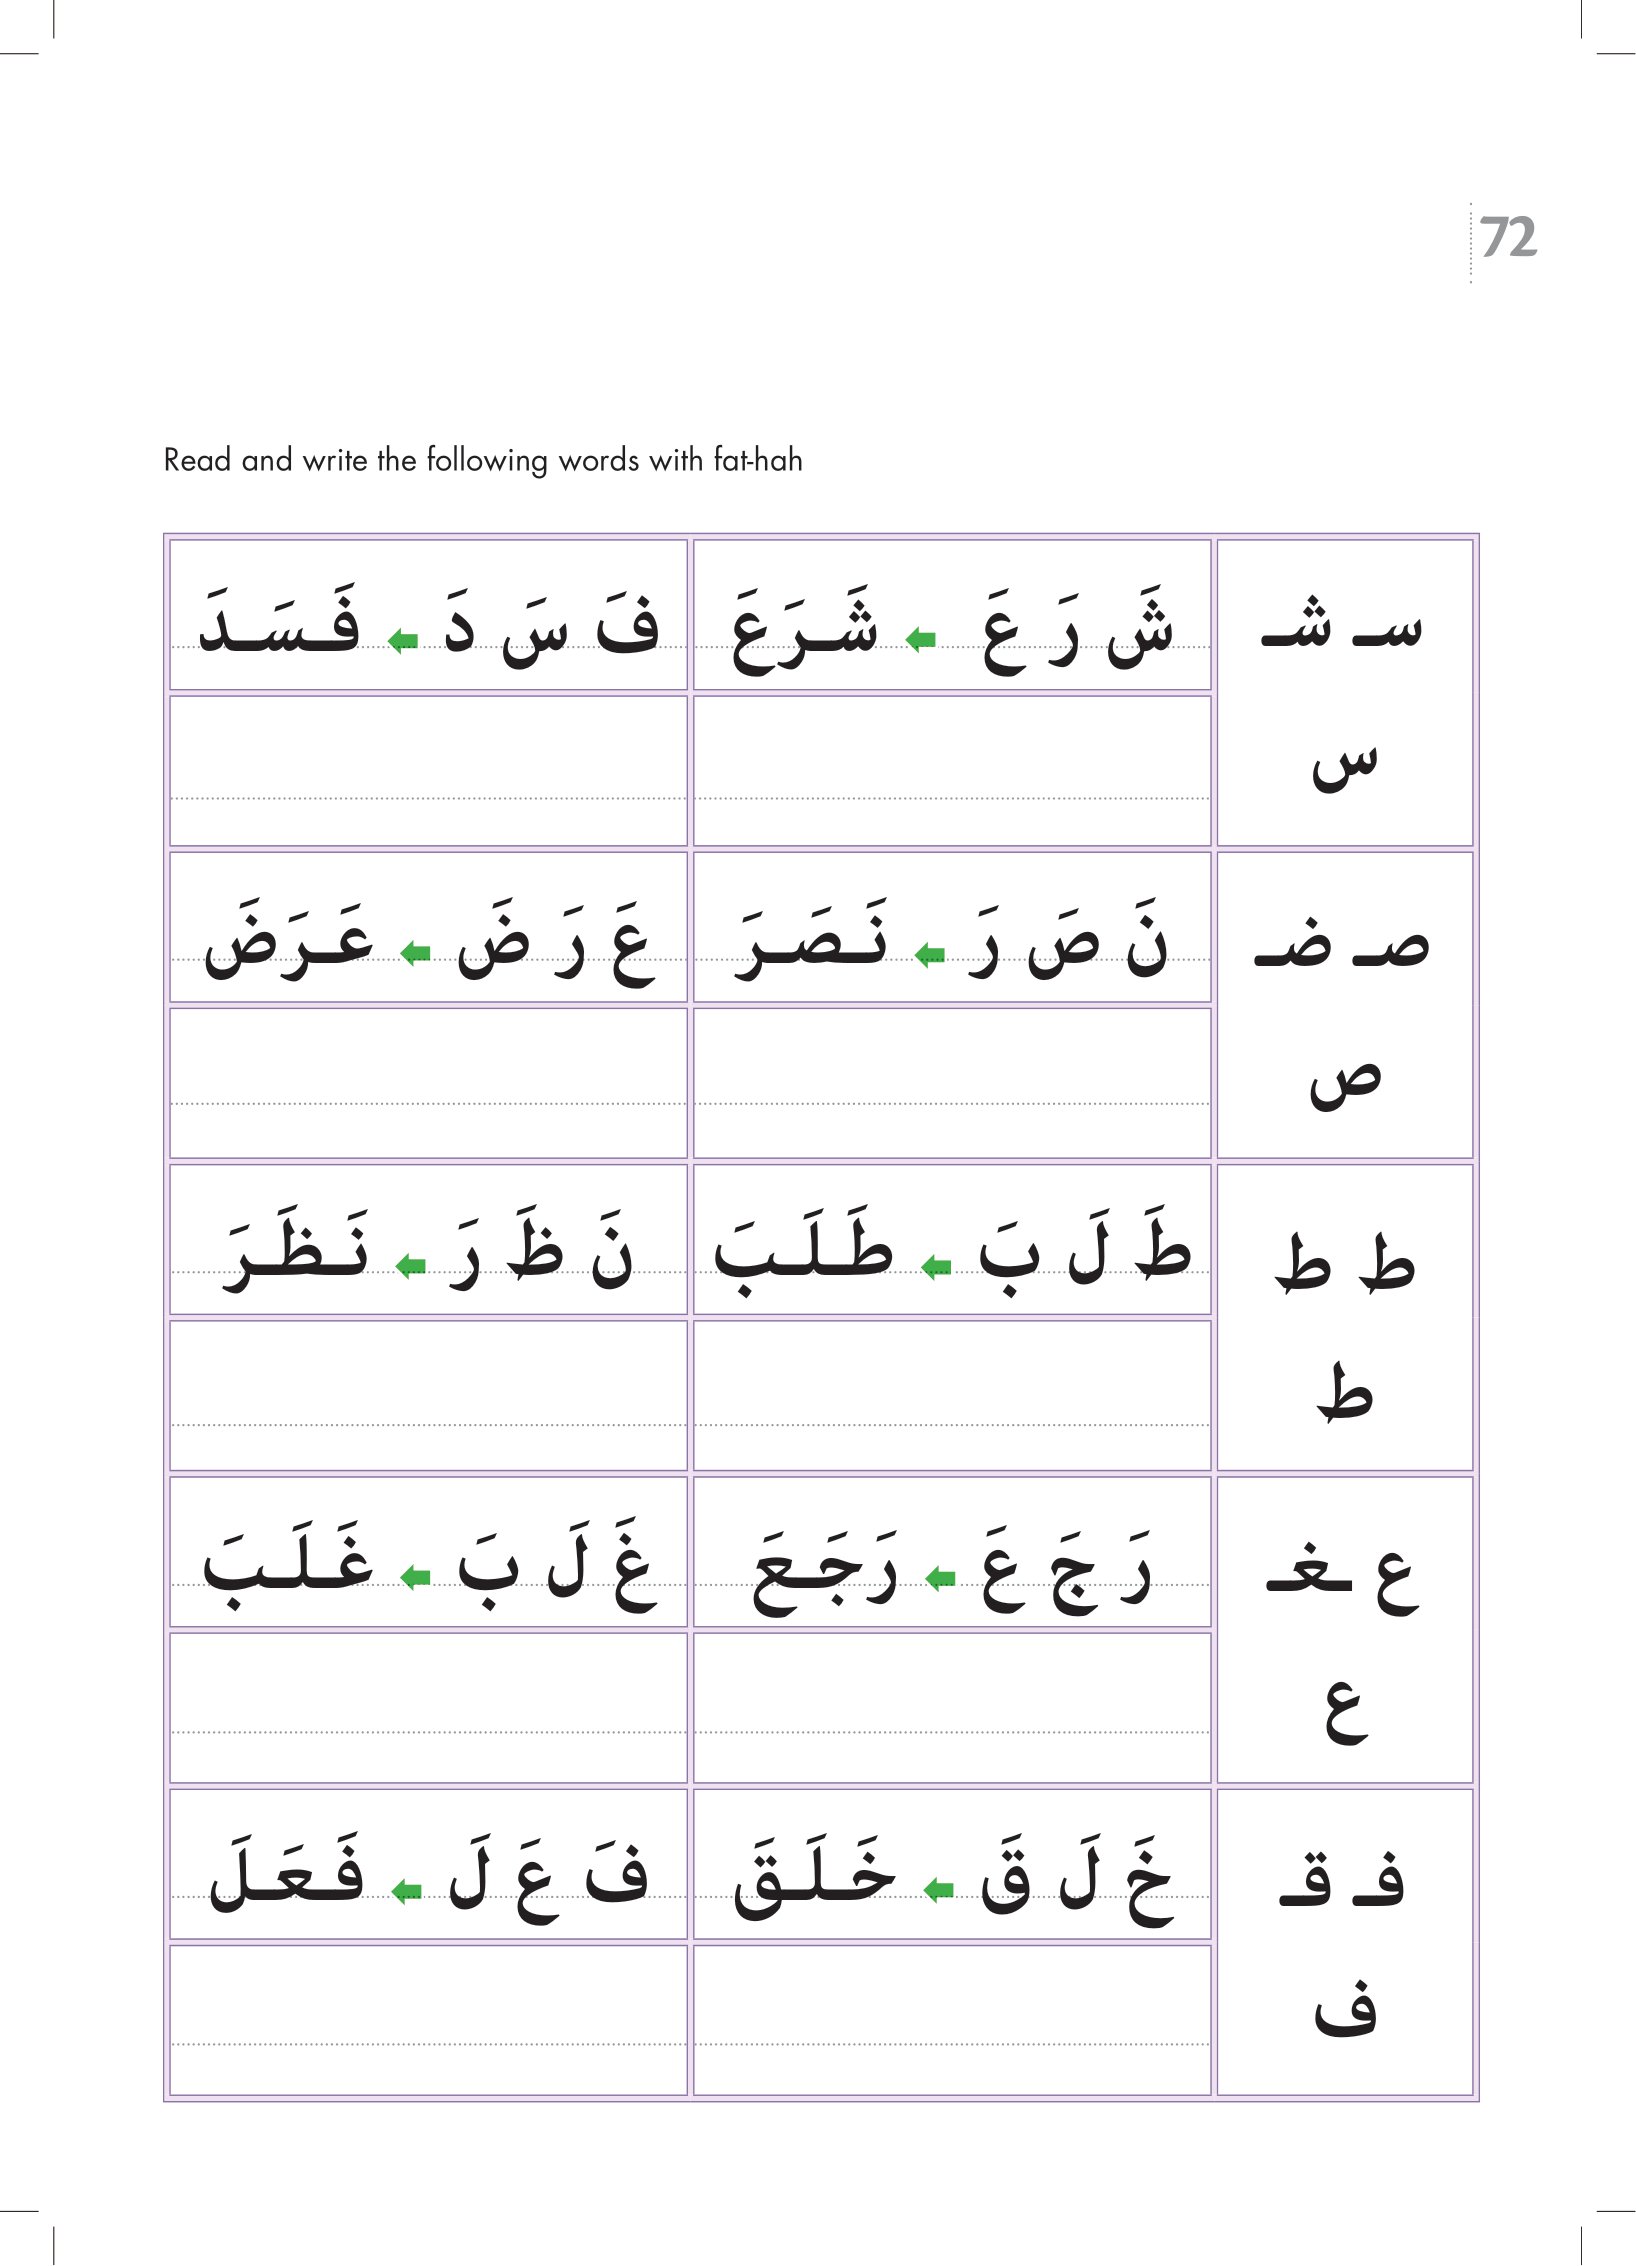 72
Read and write the following words with fat-hah
سـ شـ
شَ رَ عَ شَـرَعَ
فَ سَ دَ فَـسَـدَ
س
صـ ضـ
نَ صَ رَ نَـصَـرَ
عَ رَ ضَ عَـرَضَ
ص
ط ط
طَ لَ بَ طَـلَـبَ
نَ ظَ رَ نَـظَـرَ
ط
ع ـغـ
رَ جَ عَ رَجَـعَ
غَ لَ بَ غَـلَـبَ
ع
فـ قـ
خَ لَ قَ خَـلَـقَ
فَ عَ لَ فَـعَـلَ
ف